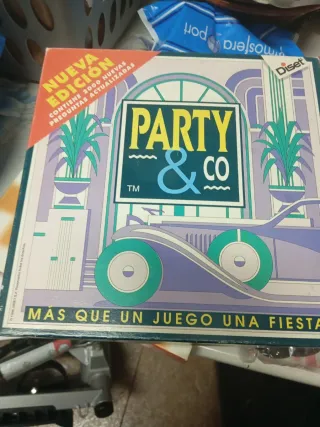 NUEVA
EDICIÓN
CONTIENE 2000 NUEVAS
PREGUNTAS ACTUALIZADAS
Diset
PARTY
& CO
TM
MÁS QUE UN JUEGO UNA FIESTA